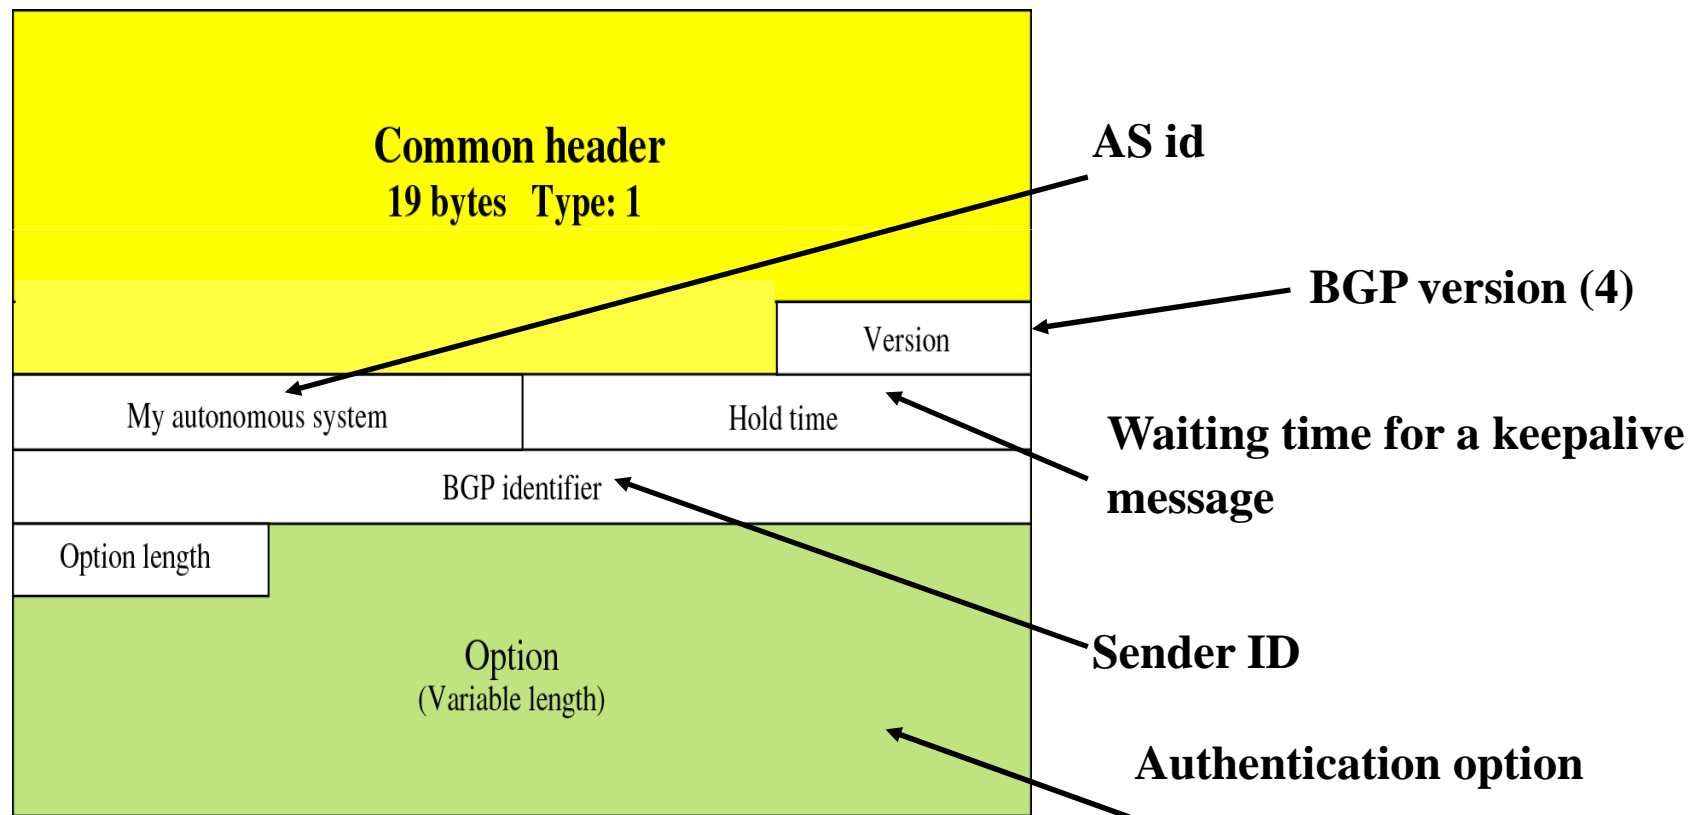 Common header
19 bytes Type: 1
AS id
BGP version (4)
Version
My autonomous system
Hold time
Waiting time for a keepalive
message
BGP identifier
Option length
Option
(Variable length)
Sender ID
Authentication option